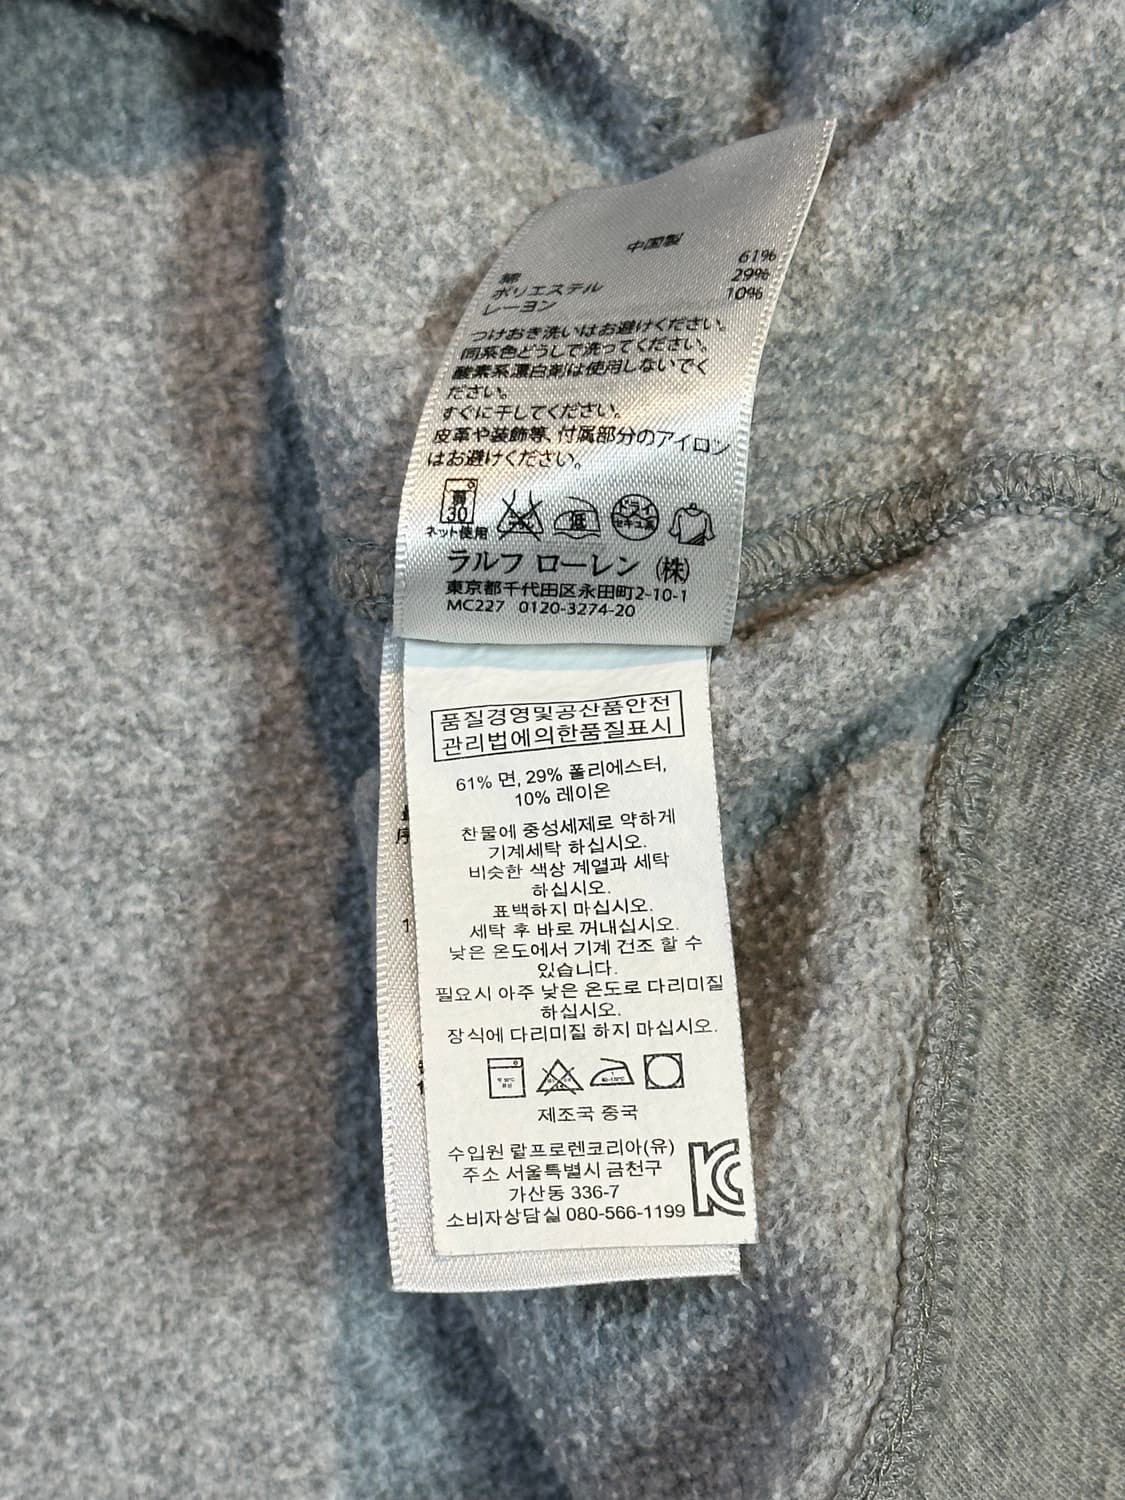 中国製
綿 61%
ポリエステル 29%
レーヨン 10%
つけおき洗いはお避けください。
同系色どうしで洗ってください。
酸素系漂白剤は使用しないでく
ださい。
すぐに干してください。
皮革や装飾等、付属部分のアイロン
はお避けください。
弱
30
ネット使用
低
ドライ
セキユ系
ラルフ ローレン (株)
東京都千代田区永田町2-10-1
MC227 0120-3274-20
품질경영및공산품안전
관리법에의한품질표시
61% 면, 29% 폴리에스터,
10% 레이온
찬물에 중성세제로 약하게
기계세탁 하십시오.
비슷한 색상 계열과 세탁
하십시오.
표백하지 마십시오.
세탁 후 바로 꺼내십시오.
낮은 온도에서 기계 건조 할 수
있습니다.
필요시 아주 낮은 온도로 다리미질
하십시오.
장식에 다리미질 하지 마십시오.
제조국 중국
수입원 랄프로렌코리아(유)
주소 서울특별시 금천구
가산동 336-7
소비자상담실 080-566-1199